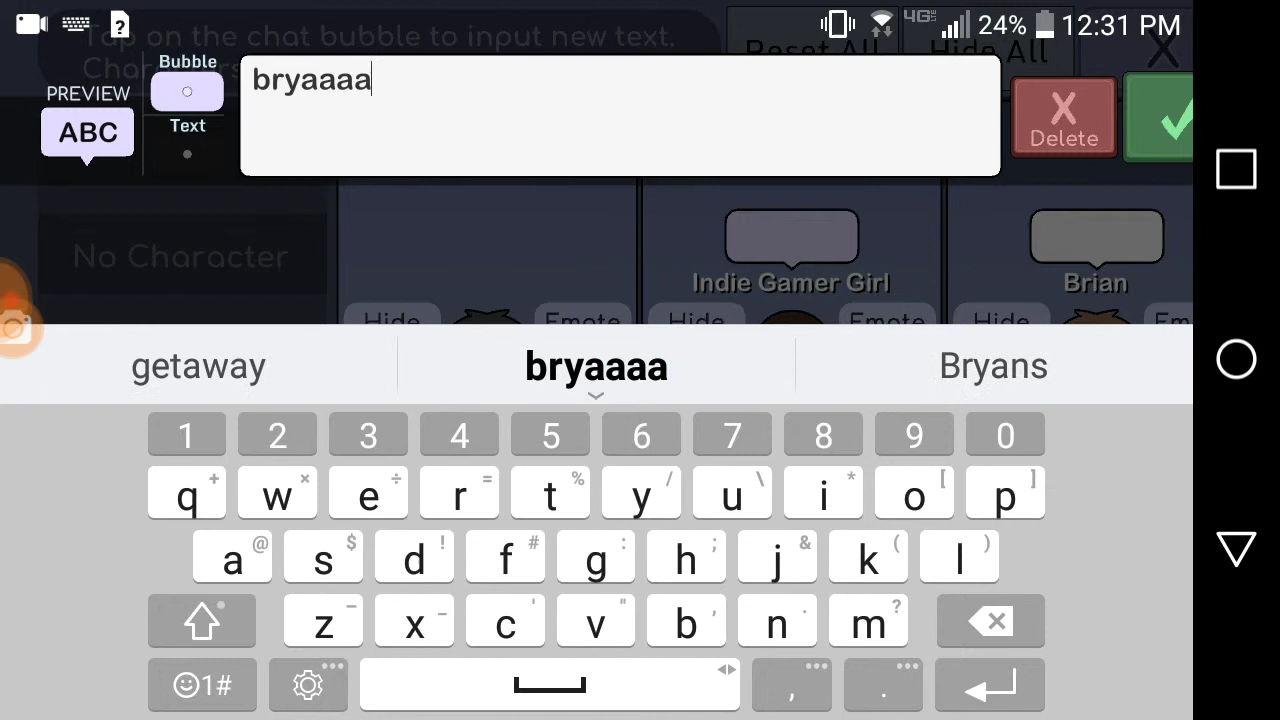 Tap on the chat bubble to input new text.
4G LTE 24% 12:31 PM
Reset All
Hide All
X
Bubble
bryaaaa
PREVIEW
ABC
Text
X
Delete
No Character
Indie Gamer Girl
Brian
Hide
Emote
Hide
Emote
Hide
getaway
bryaaaa
Bryans
1 2 3 4 5 6 7 8 9 0
q + w × e ÷ r = t % y / u \ i * o [ p ]
a @ s $ d ! f # g : h ; j & k ( l )
z - x _ c ' v " b , n . m ?
1# , .